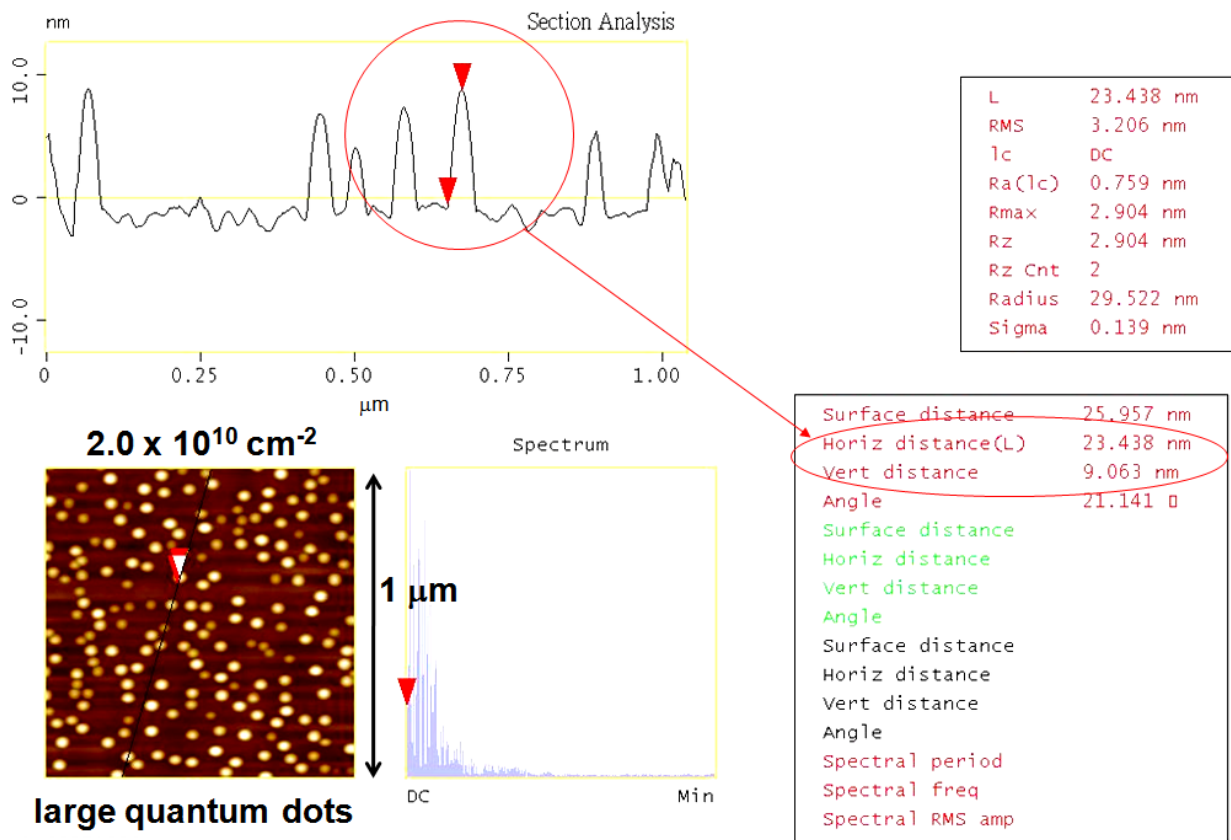 nm
Section Analysis
10.0
0
-10.0
0
0.25
0.50
0.75
1.00
μm
L 23.438 nm
RMS 3.206 nm
lc DC
Ra(lc) 0.759 nm
Rmax 2.904 nm
Rz 2.904 nm
Rz Cnt 2
Radius 29.522 nm
Sigma 0.139 nm
2.0 x 10¹⁰ cm⁻²
1 μm
large quantum dots
Spectrum
DC
Min
Surface distance 25.957 nm
Horiz distance(L) 23.438 nm
Vert distance 9.063 nm
Angle 21.141 ▯
Surface distance
Horiz distance
Vert distance
Angle
Surface distance
Horiz distance
Vert distance
Angle
Spectral period
Spectral freq
Spectral RMS amp